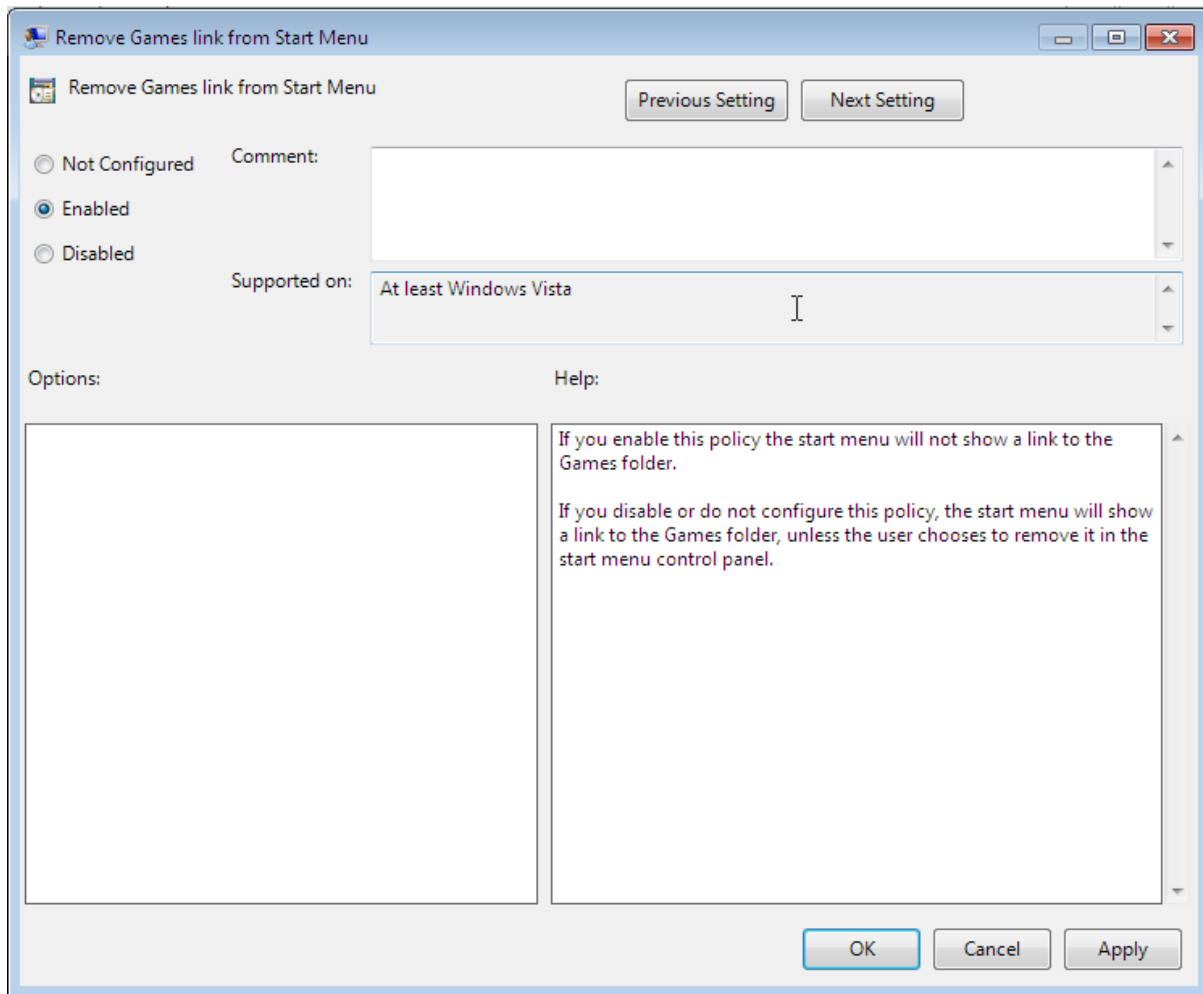 Remove Games link from Start Menu
Remove Games link from Start Menu
Previous Setting
Next Setting
Not Configured
Comment:
Enabled
Disabled
Supported on:
At least Windows Vista
Options:
Help:
If you enable this policy the start menu will not show a link to the
Games folder.
If you disable or do not configure this policy, the start menu will show
a link to the Games folder, unless the user chooses to remove it in the
start menu control panel.
OK
Cancel
Apply